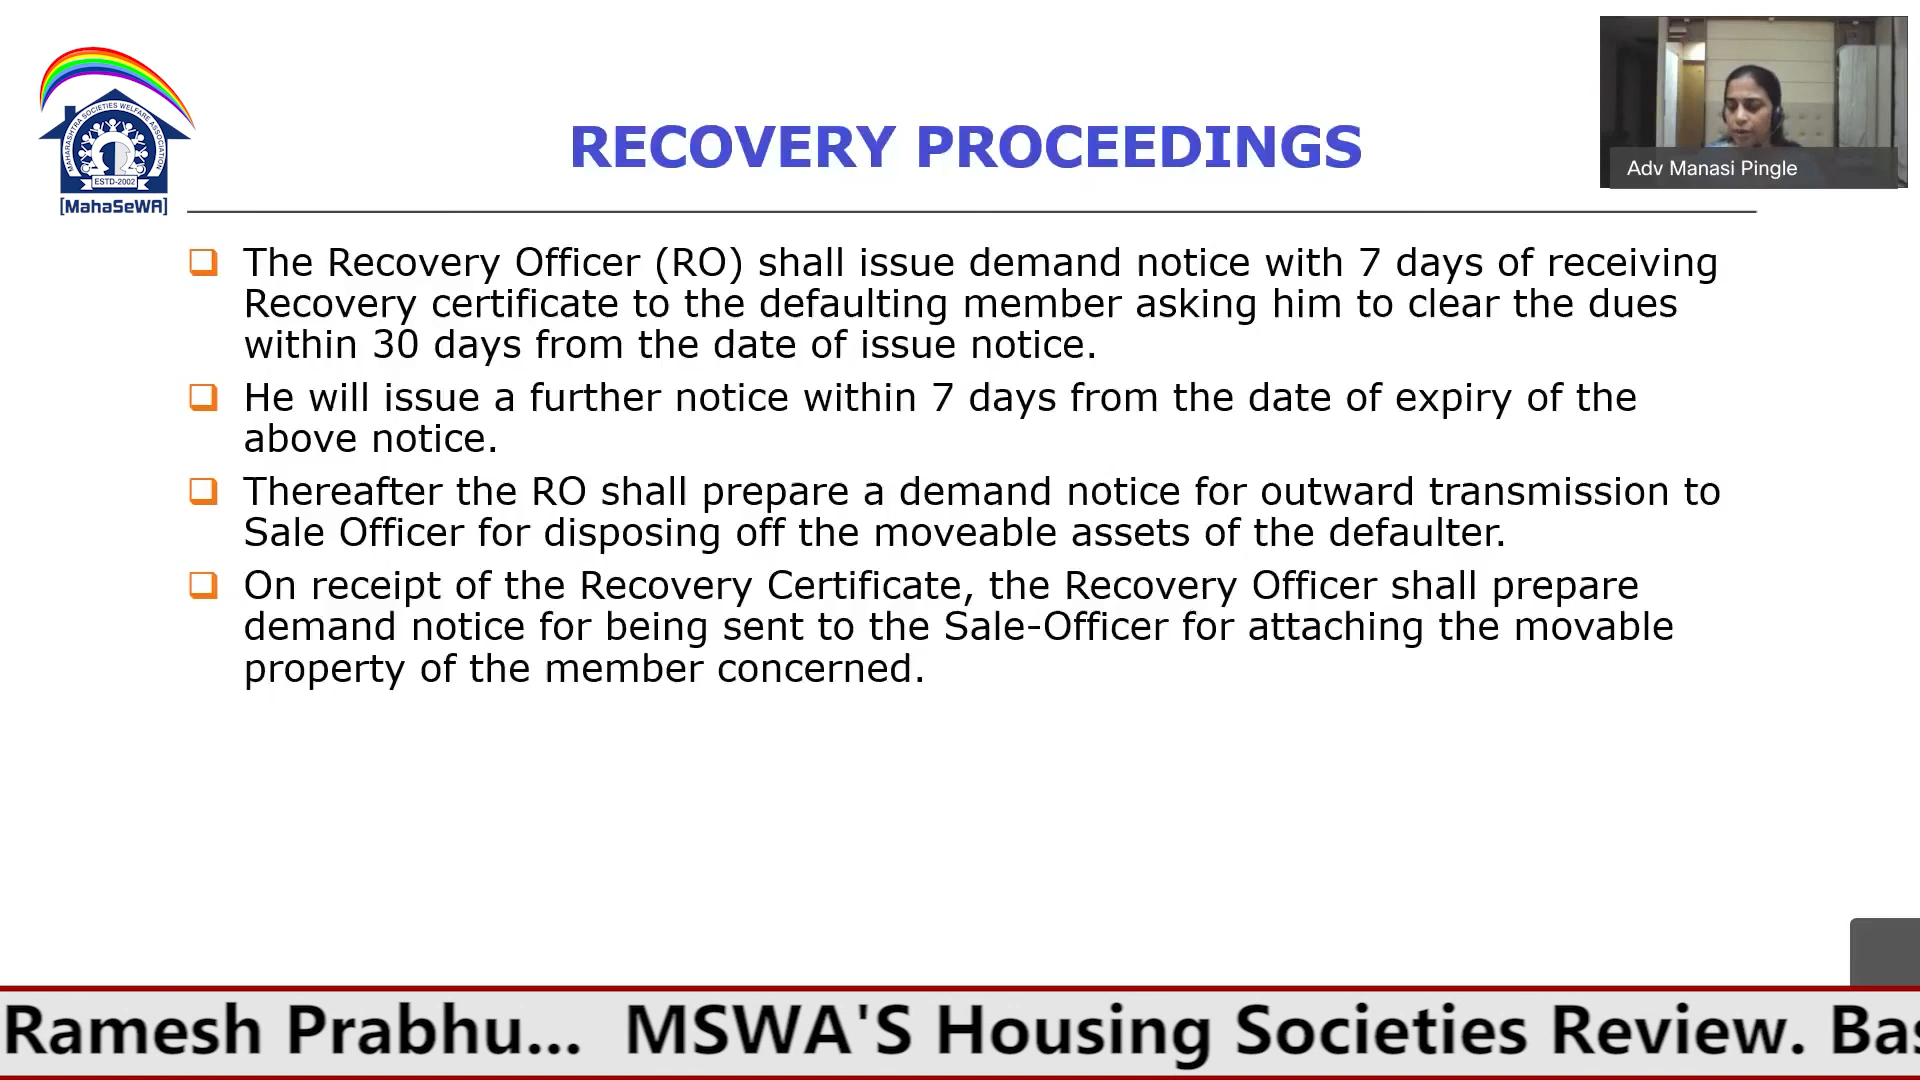 MAHARASHTRA SOCIETIES WELFARE ASSOCIATION
ESTD-2002
[MahaSeWA]
RECOVERY PROCEEDINGS
Adv Manasi Pingle
The Recovery Officer (RO) shall issue demand notice with 7 days of receiving
Recovery certificate to the defaulting member asking him to clear the dues
within 30 days from the date of issue notice.
He will issue a further notice within 7 days from the date of expiry of the
above notice.
Thereafter the RO shall prepare a demand notice for outward transmission to
Sale Officer for disposing off the moveable assets of the defaulter.
On receipt of the Recovery Certificate, the Recovery Officer shall prepare
demand notice for being sent to the Sale-Officer for attaching the movable
property of the member concerned.
Ramesh Prabhu... MSWA'S Housing Societies Review. Bas